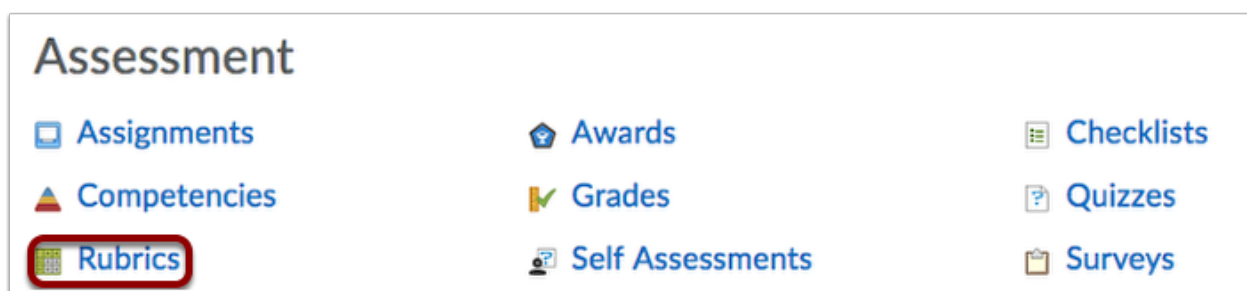 Assessment
Assignments Awards Checklists
Competencies Grades Quizzes
Rubrics Self Assessments Surveys